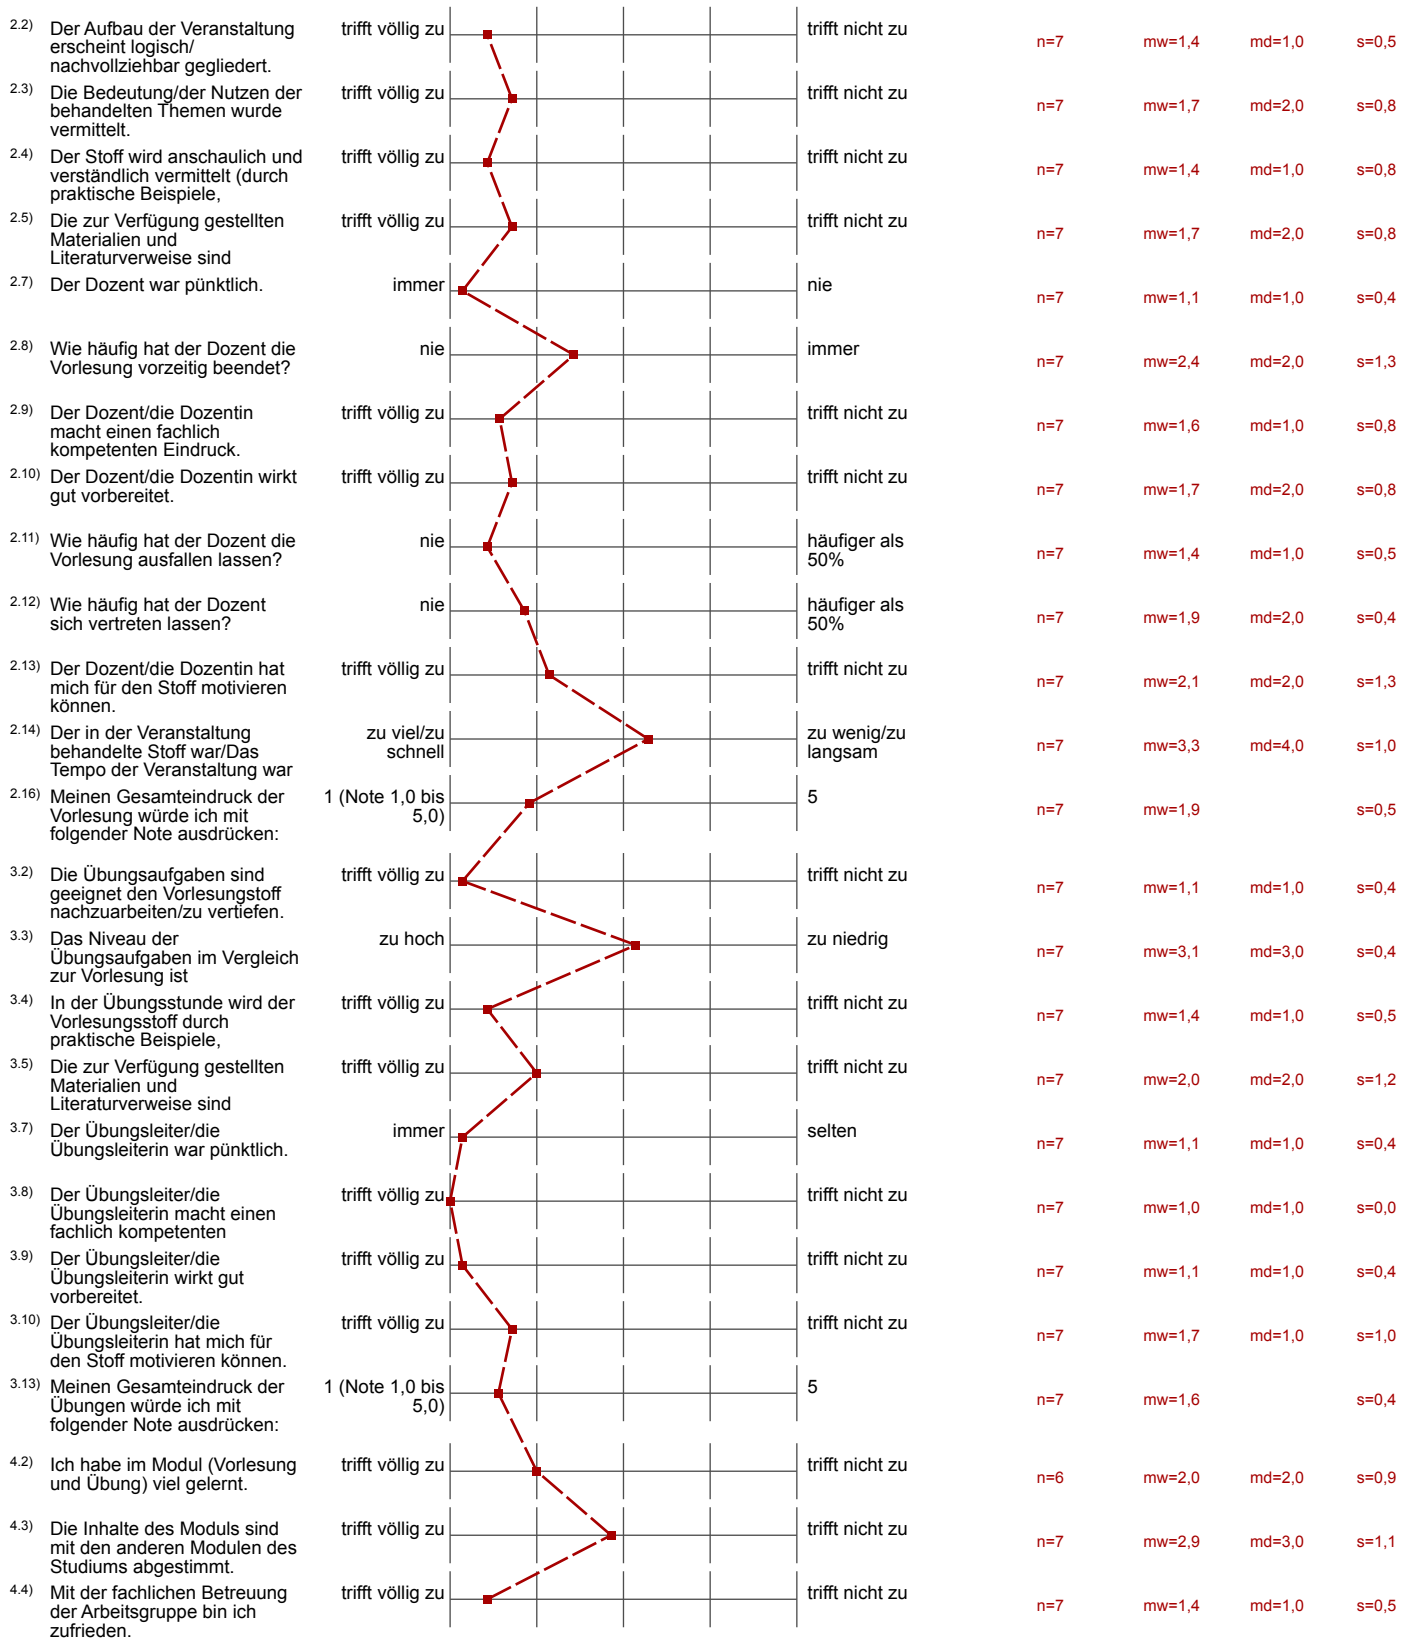 2.2) Der Aufbau der Veranstaltung
erscheint logisch/
nachvollziehbar gegliedert.
trifft völlig zu
trifft nicht zu
n=7 mw=1,4 md=1,0 s=0,5
2.3) Die Bedeutung/der Nutzen der
behandelten Themen wurde
vermittelt.
trifft völlig zu
trifft nicht zu
n=7 mw=1,7 md=2,0 s=0,8
2.4) Der Stoff wird anschaulich und
verständlich vermittelt (durch
praktische Beispiele,
trifft völlig zu
trifft nicht zu
n=7 mw=1,4 md=1,0 s=0,8
2.5) Die zur Verfügung gestellten
Materialien und
Literaturverweise sind
trifft völlig zu
trifft nicht zu
n=7 mw=1,7 md=2,0 s=0,8
2.7) Der Dozent war pünktlich.
immer
nie
n=7 mw=1,1 md=1,0 s=0,4
2.8) Wie häufig hat der Dozent die
Vorlesung vorzeitig beendet?
nie
immer
n=7 mw=2,4 md=2,0 s=1,3
2.9) Der Dozent/die Dozentin
macht einen fachlich
kompetenten Eindruck.
trifft völlig zu
trifft nicht zu
n=7 mw=1,6 md=1,0 s=0,8
2.10) Der Dozent/die Dozentin wirkt
gut vorbereitet.
trifft völlig zu
trifft nicht zu
n=7 mw=1,7 md=2,0 s=0,8
2.11) Wie häufig hat der Dozent die
Vorlesung ausfallen lassen?
nie
häufiger als
50%
n=7 mw=1,4 md=1,0 s=0,5
2.12) Wie häufig hat der Dozent
sich vertreten lassen?
nie
häufiger als
50%
n=7 mw=1,9 md=2,0 s=0,4
2.13) Der Dozent/die Dozentin hat
mich für den Stoff motivieren
können.
trifft völlig zu
trifft nicht zu
n=7 mw=2,1 md=2,0 s=1,3
2.14) Der in der Veranstaltung
behandelte Stoff war/Das
Tempo der Veranstaltung war
zu viel/zu
schnell
zu wenig/zu
langsam
n=7 mw=3,3 md=4,0 s=1,0
2.16) Meinen Gesamteindruck der
Vorlesung würde ich mit
folgender Note ausdrücken:
1 (Note 1,0 bis
5,0)
5
n=7 mw=1,9 s=0,5
3.2) Die Übungsaufgaben sind
geeignet den Vorlesungstoff
nachzuarbeiten/zu vertiefen.
trifft völlig zu
trifft nicht zu
n=7 mw=1,1 md=1,0 s=0,4
3.3) Das Niveau der
Übungsaufgaben im Vergleich
zur Vorlesung ist
zu hoch
zu niedrig
n=7 mw=3,1 md=3,0 s=0,4
3.4) In der Übungsstunde wird der
Vorlesungsstoff durch
praktische Beispiele,
trifft völlig zu
trifft nicht zu
n=7 mw=1,4 md=1,0 s=0,5
3.5) Die zur Verfügung gestellten
Materialien und
Literaturverweise sind
trifft völlig zu
trifft nicht zu
n=7 mw=2,0 md=2,0 s=1,2
3.7) Der Übungsleiter/die
Übungsleiterin war pünktlich.
immer
selten
n=7 mw=1,1 md=1,0 s=0,4
3.8) Der Übungsleiter/die
Übungsleiterin macht einen
fachlich kompetenten
trifft völlig zu
trifft nicht zu
n=7 mw=1,0 md=1,0 s=0,0
3.9) Der Übungsleiter/die
Übungsleiterin wirkt gut
vorbereitet.
trifft völlig zu
trifft nicht zu
n=7 mw=1,1 md=1,0 s=0,4
3.10) Der Übungsleiter/die
Übungsleiterin hat mich für
den Stoff motivieren können.
trifft völlig zu
trifft nicht zu
n=7 mw=1,7 md=1,0 s=1,0
3.13) Meinen Gesamteindruck der
Übungen würde ich mit
folgender Note ausdrücken:
1 (Note 1,0 bis
5,0)
5
n=7 mw=1,6 s=0,4
4.2) Ich habe im Modul (Vorlesung
und Übung) viel gelernt.
trifft völlig zu
trifft nicht zu
n=6 mw=2,0 md=2,0 s=0,9
4.3) Die Inhalte des Moduls sind
mit den anderen Modulen des
Studiums abgestimmt.
trifft völlig zu
trifft nicht zu
n=7 mw=2,9 md=3,0 s=1,1
4.4) Mit der fachlichen Betreuung
der Arbeitsgruppe bin ich
zufrieden.
trifft völlig zu
trifft nicht zu
n=7 mw=1,4 md=1,0 s=0,5